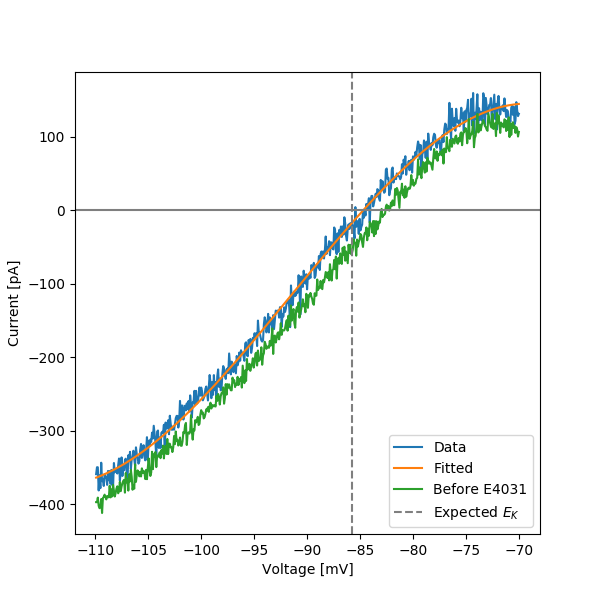 100
0
−100
−200
−300
−400
Current [pA]
−110
−105
−100
−95
−90
−85
−80
−75
−70
Voltage [mV]
Data
Fitted
Before E4031
Expected E_K